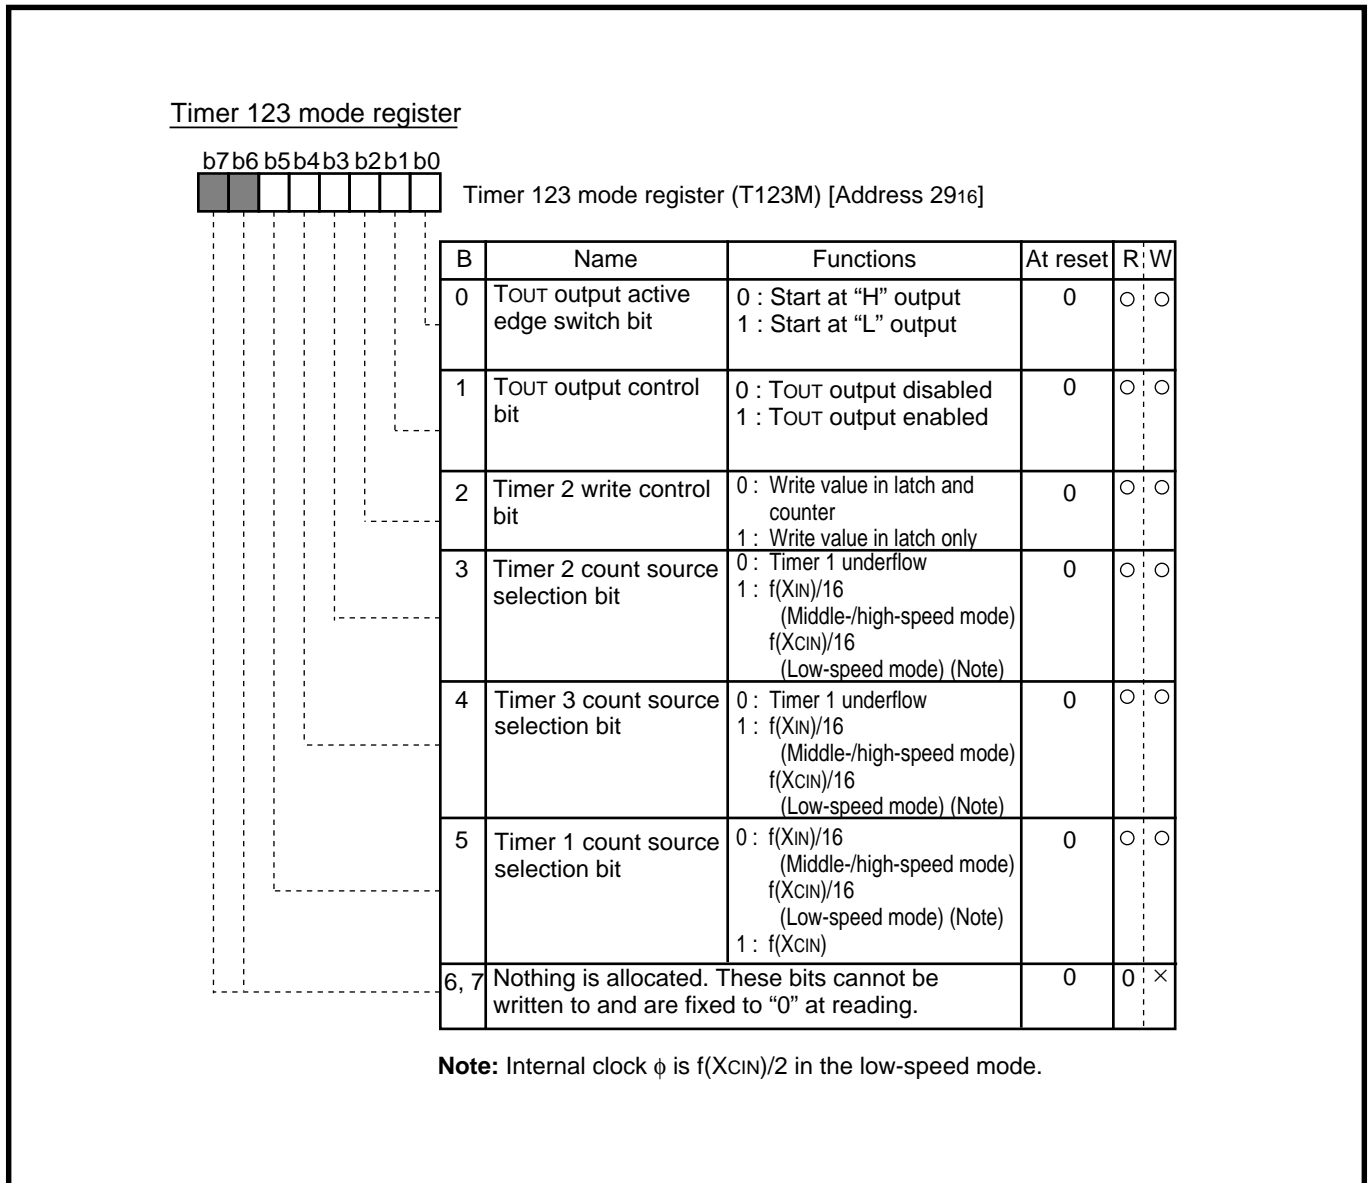 Timer 123 mode register
b7 b6 b5 b4 b3 b2 b1 b0
Timer 123 mode register (T123M) [Address 2916]
B Name Functions At reset R W
0 TOUT output active edge switch bit 0 : Start at “H” output 0 ○ ○
1 : Start at “L” output
1 TOUT output control bit 0 : TOUT output disabled 0 ○ ○
1 : TOUT output enabled
2 Timer 2 write control bit 0 : Write value in latch and counter 0 ○ ○
1 : Write value in latch only
3 Timer 2 count source selection bit 0 : Timer 1 underflow 0 ○ ○
1 : f(XIN)/16
(Middle-/high-speed mode)
f(XCIN)/16
(Low-speed mode) (Note)
4 Timer 3 count source selection bit 0 : Timer 1 underflow 0 ○ ○
1 : f(XIN)/16
(Middle-/high-speed mode)
f(XCIN)/16
(Low-speed mode) (Note)
5 Timer 1 count source selection bit 0 : f(XIN)/16 0 ○ ○
(Middle-/high-speed mode)
f(XCIN)/16
(Low-speed mode) (Note)
1 : f(XCIN)
6, 7 Nothing is allocated. These bits cannot be 0 0 ×
written to and are fixed to “0” at reading.
Note: Internal clock φ is f(XCIN)/2 in the low-speed mode.